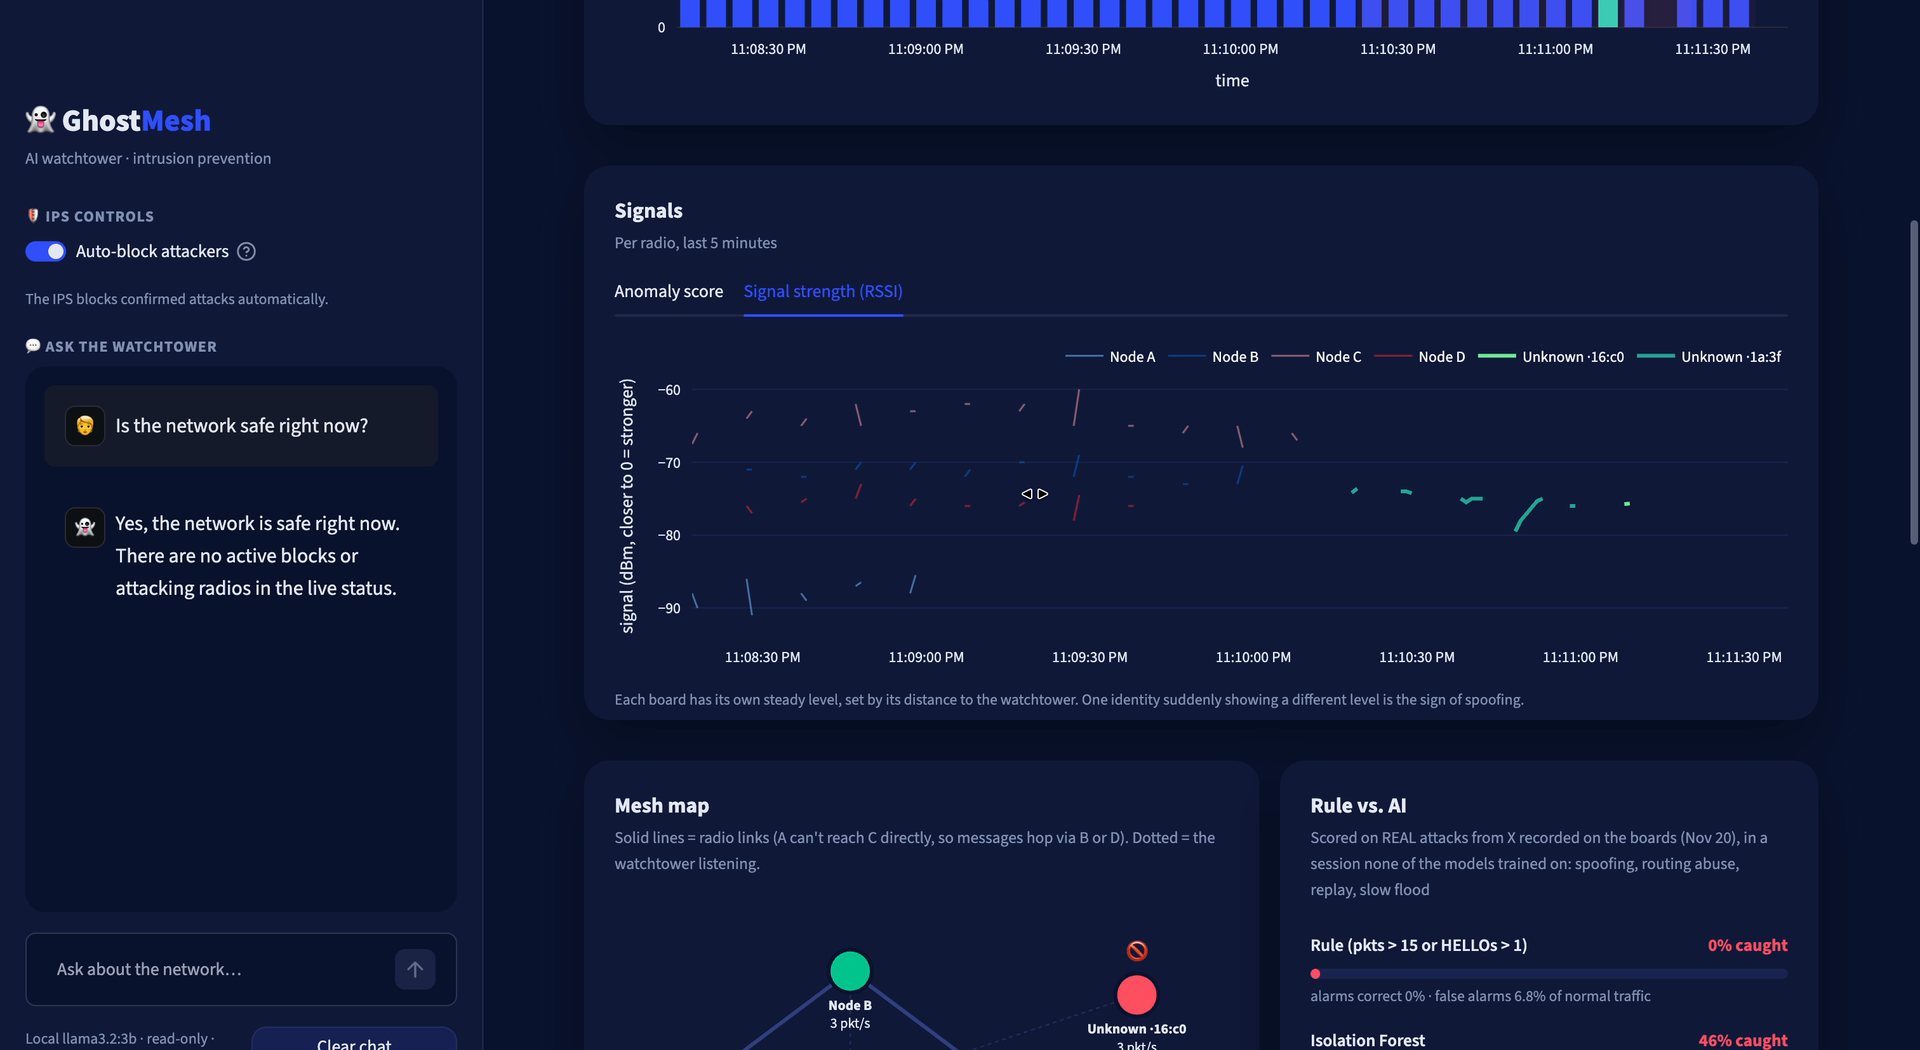 GhostMesh
AI watchtower · intrusion prevention
IPS CONTROLS
Auto-block attackers
The IPS blocks confirmed attacks automatically.
ASK THE WATCHTOWER
Is the network safe right now?
Yes, the network is safe right now.
There are no active blocks or
attacking radios in the live status.
Ask about the network…
Local llama3.2:3b · read-only ·
Clear chat
0
11:08:30 PM 11:09:00 PM 11:09:30 PM 11:10:00 PM 11:10:30 PM 11:11:00 PM 11:11:30 PM
time
Signals
Per radio, last 5 minutes
Anomaly score Signal strength (RSSI)
Node A Node B Node C Node D Unknown ·16:c0 Unknown ·1a:3f
signal (dBm, closer to 0 = stronger)
−60
−70
−80
−90
11:08:30 PM 11:09:00 PM 11:09:30 PM 11:10:00 PM 11:10:30 PM 11:11:00 PM 11:11:30 PM
Each board has its own steady level, set by its distance to the watchtower. One identity suddenly showing a different level is the sign of spoofing.
Mesh map
Solid lines = radio links (A can't reach C directly, so messages hop via B or D). Dotted = the
watchtower listening.
Node B
3 pkt/s
Unknown ·16:c0
3 pkt/s
Rule vs. AI
Scored on REAL attacks from X recorded on the boards (Nov 20), in a
session none of the models trained on: spoofing, routing abuse,
replay, slow flood
Rule (pkts > 15 or HELLOs > 1) 0% caught
alarms correct 0% · false alarms 6.8% of normal traffic
Isolation Forest 46% caught